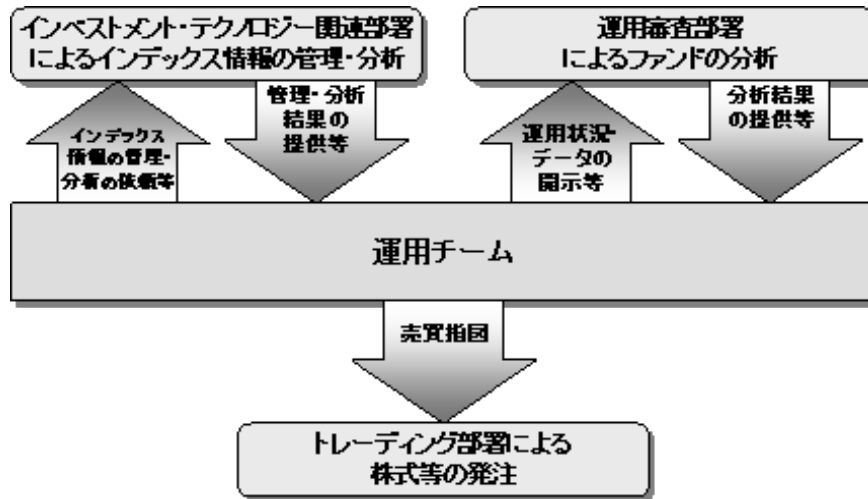 インベストメント・テクノロジー関連部署
によるインデックス情報の管理・分析
運用審査部署
によるファンドの分析
インデックス
情報の管理・
分析の依頼等
管理・分析
結果の
提供等
運用状況・
データの
開示等
分析結果
の提供等
運用チーム
売買指図
トレーディング部署による
株式等の発注